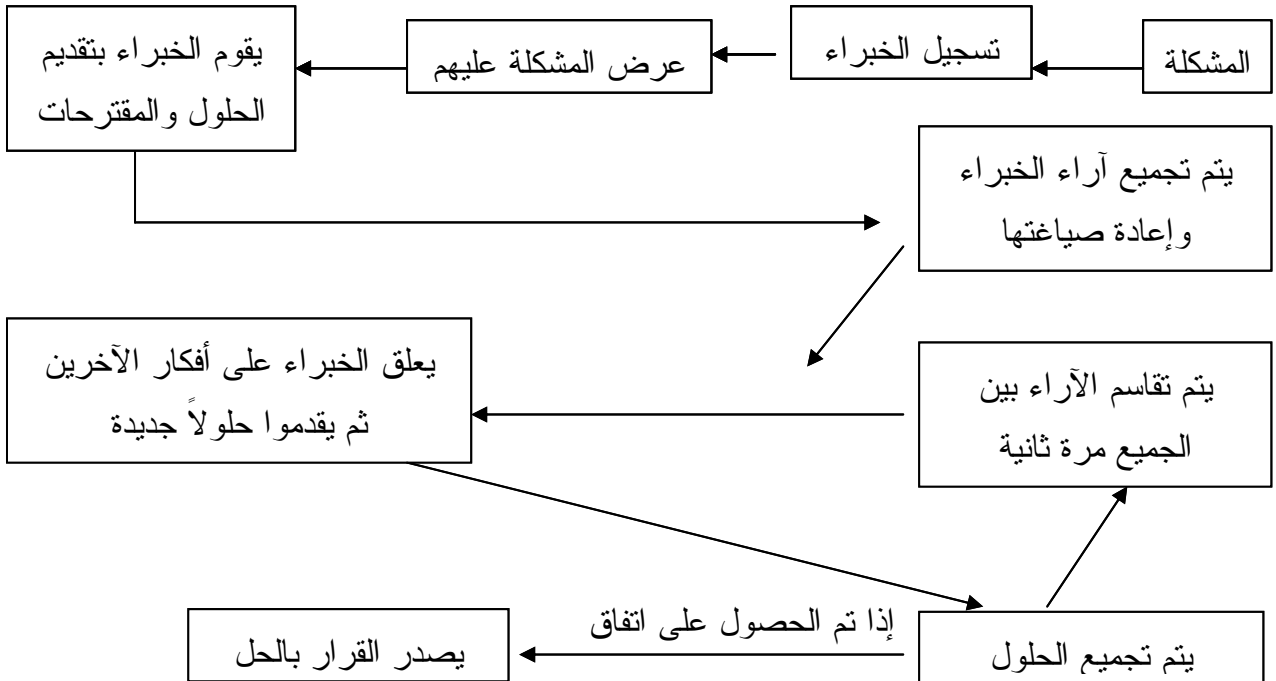 المشكلة
تسجيل الخبراء
عرض المشكلة عليهم
يقوم الخبراء بتقديم
الحلول والمقترحات
يتم تجميع آراء الخبراء
وإعادة صياغتها
يعلق الخبراء على أفكار الآخرين
ثم يقدموا حلولاً جديدة
يتم تقاسم الآراء بين
الجميع مرة ثانية
يتم تجميع الحلول
إذا تم الحصول على اتفاق
يصدر القرار بالحل